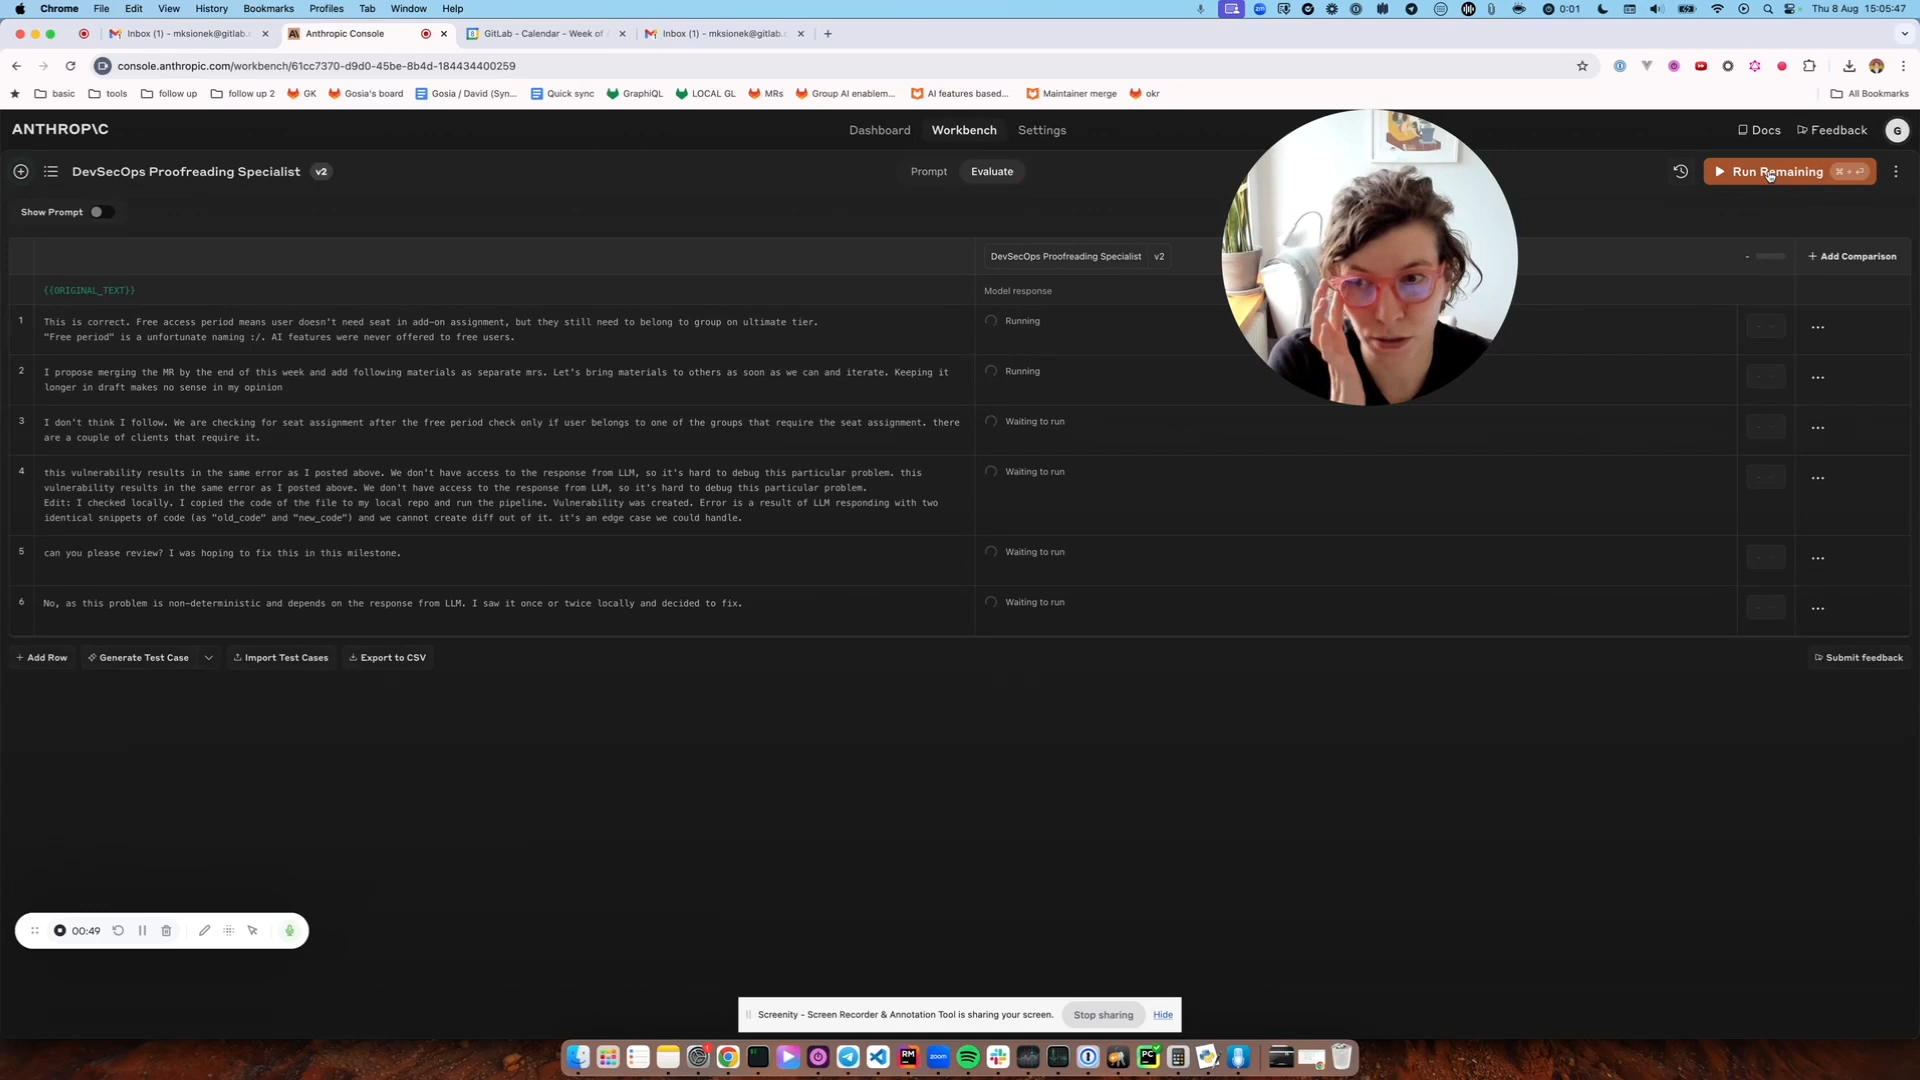 Chrome File Edit View History Bookmarks Profiles Tab Window Help 0:01 Thu 8 Aug 15:05:47
Inbox (1) - mksionek@gitlab. Anthropic Console GitLab - Calendar - Week of Inbox (1) - mksionek@gitlab.
console.anthropic.com/workbench/61cc7370-d9d0-45be-8b4d-184434400259
basic tools follow up follow up 2 GK Gosia's board Gosia / David (Syn... Quick sync GraphiQL LOCAL GL MRs Group AI enablem... AI features based... Maintainer merge okr All Bookmarks
ANTHROP\C Dashboard Workbench Settings Docs Feedback G
DevSecOps Proofreading Specialist v2 Prompt Evaluate Run Remaining ⌘ + ⏎
Show Prompt
DevSecOps Proofreading Specialist v2 - + Add Comparison
{{ORIGINAL_TEXT}} Model response
1 This is correct. Free access period means user doesn't need seat in add-on assignment, but they still need to belong to group on ultimate tier. Running
"Free period" is a unfortunate naming :/. AI features were never offered to free users.
2 I propose merging the MR by the end of this week and add following materials as separate mrs. Let's bring materials to others as soon as we can and iterate. Keeping it Running
longer in draft makes no sense in my opinion
3 I don't think I follow. We are checking for seat assignment after the free period check only if user belongs to one of the groups that require the seat assignment. there Waiting to run
are a couple of clients that require it.
4 this vulnerability results in the same error as I posted above. We don't have access to the response from LLM, so it's hard to debug this particular problem. this Waiting to run
vulnerability results in the same error as I posted above. We don't have access to the response from LLM, so it's hard to debug this particular problem.
Edit: I checked locally. I copied the code of the file to my local repo and run the pipeline. Vulnerability was created. Error is a result of LLM responding with two
identical snippets of code (as "old_code" and "new_code") and we cannot create diff out of it. it's an edge case we could handle.
5 can you please review? I was hoping to fix this in this milestone. Waiting to run
6 No, as this problem is non-deterministic and depends on the response from LLM. I saw it once or twice locally and decided to fix. Waiting to run
+ Add Row Generate Test Case Import Test Cases Export to CSV Submit feedback
00:49
Screenity - Screen Recorder & Annotation Tool is sharing your screen. Stop sharing Hide
RM zoom PC